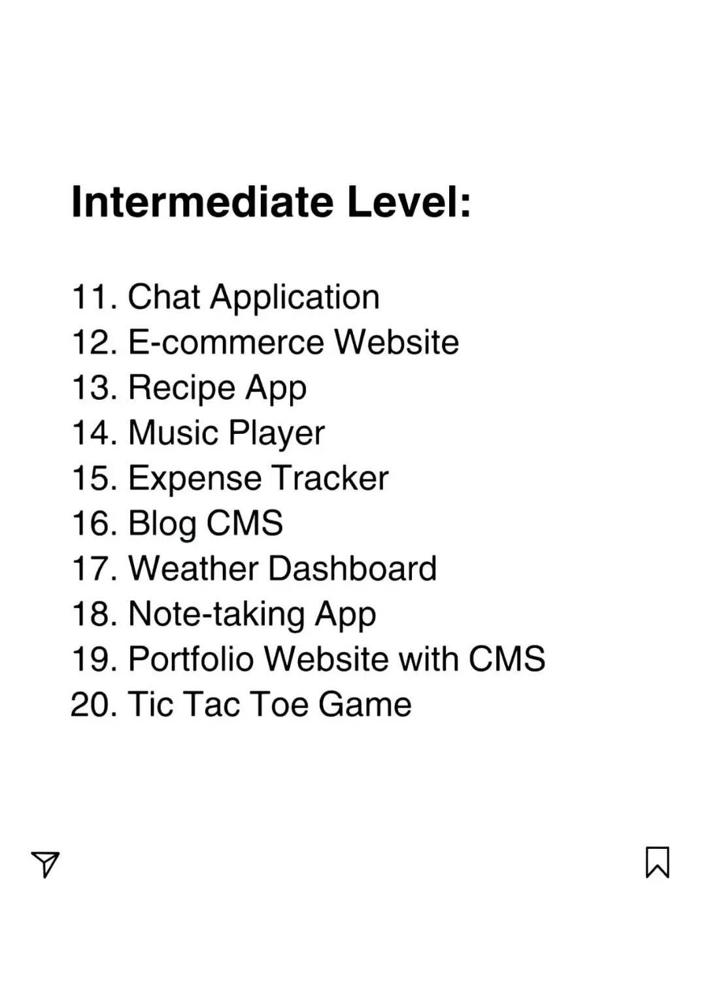 Intermediate Level:
11. Chat Application
12. E-commerce Website
13. Recipe App
14. Music Player
15. Expense Tracker
16. Blog CMS
17. Weather Dashboard
18. Note-taking App
19. Portfolio Website with CMS
20. Tic Tac Toe Game